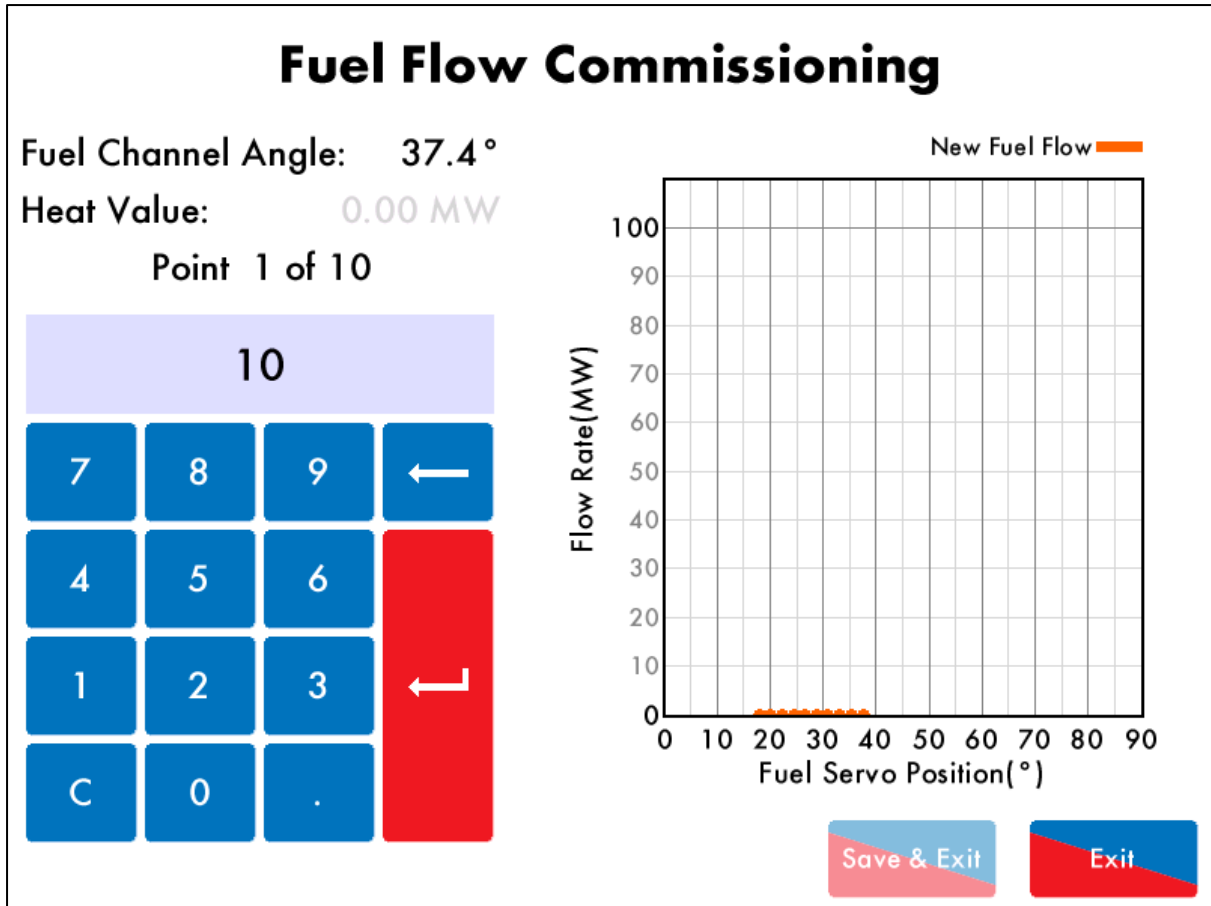 Fuel Flow Commissioning
Fuel Channel Angle: 37.4°
Heat Value: 0.00 MW
Point 1 of 10
10
7 8 9
4 5 6
1 2 3
C 0 .
New Fuel Flow
Flow Rate(MW)
100
90
80
70
60
50
40
30
20
10
0
0 10 20 30 40 50 60 70 80 90
Fuel Servo Position(°)
Save & Exit
Exit